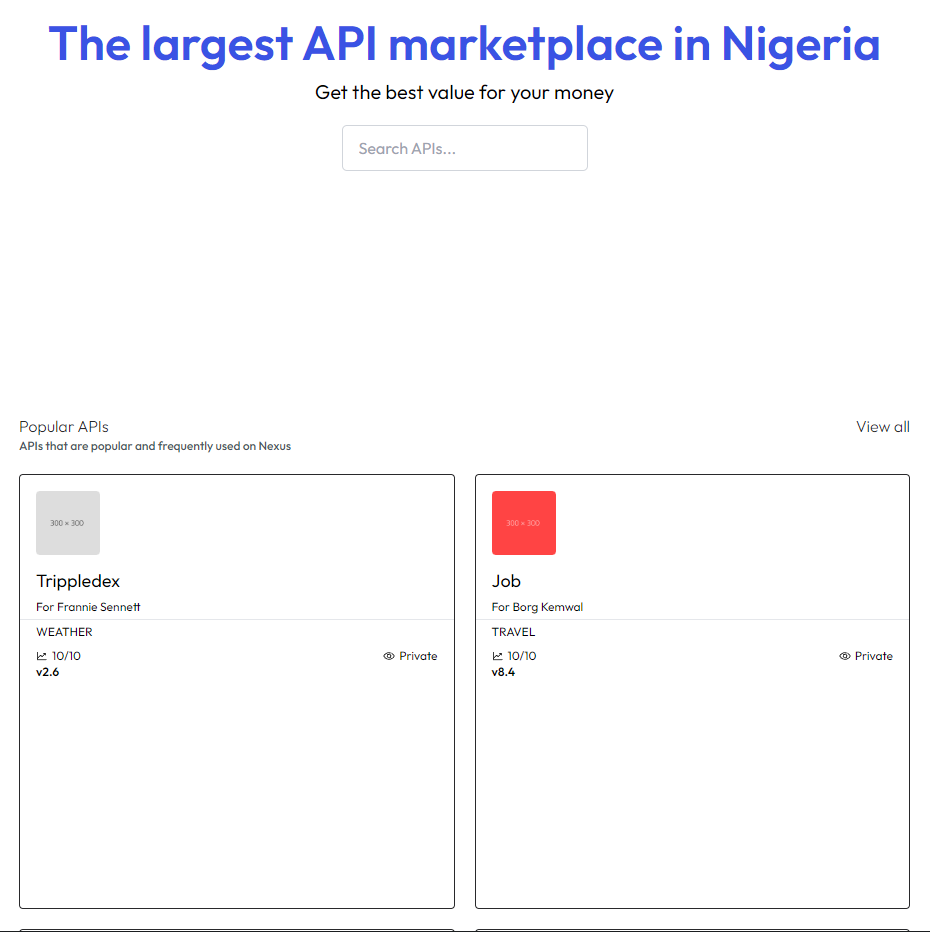 The largest API marketplace in Nigeria
Get the best value for your money
Search APIs...
Popular APIs
View all
APIs that are popular and frequently used on Nexus
300 × 300
Trippledex
For Frannie Sennett
WEATHER
10/10
Private
v2.6
300 × 300
Job
For Borg Kemwal
TRAVEL
10/10
Private
v8.4